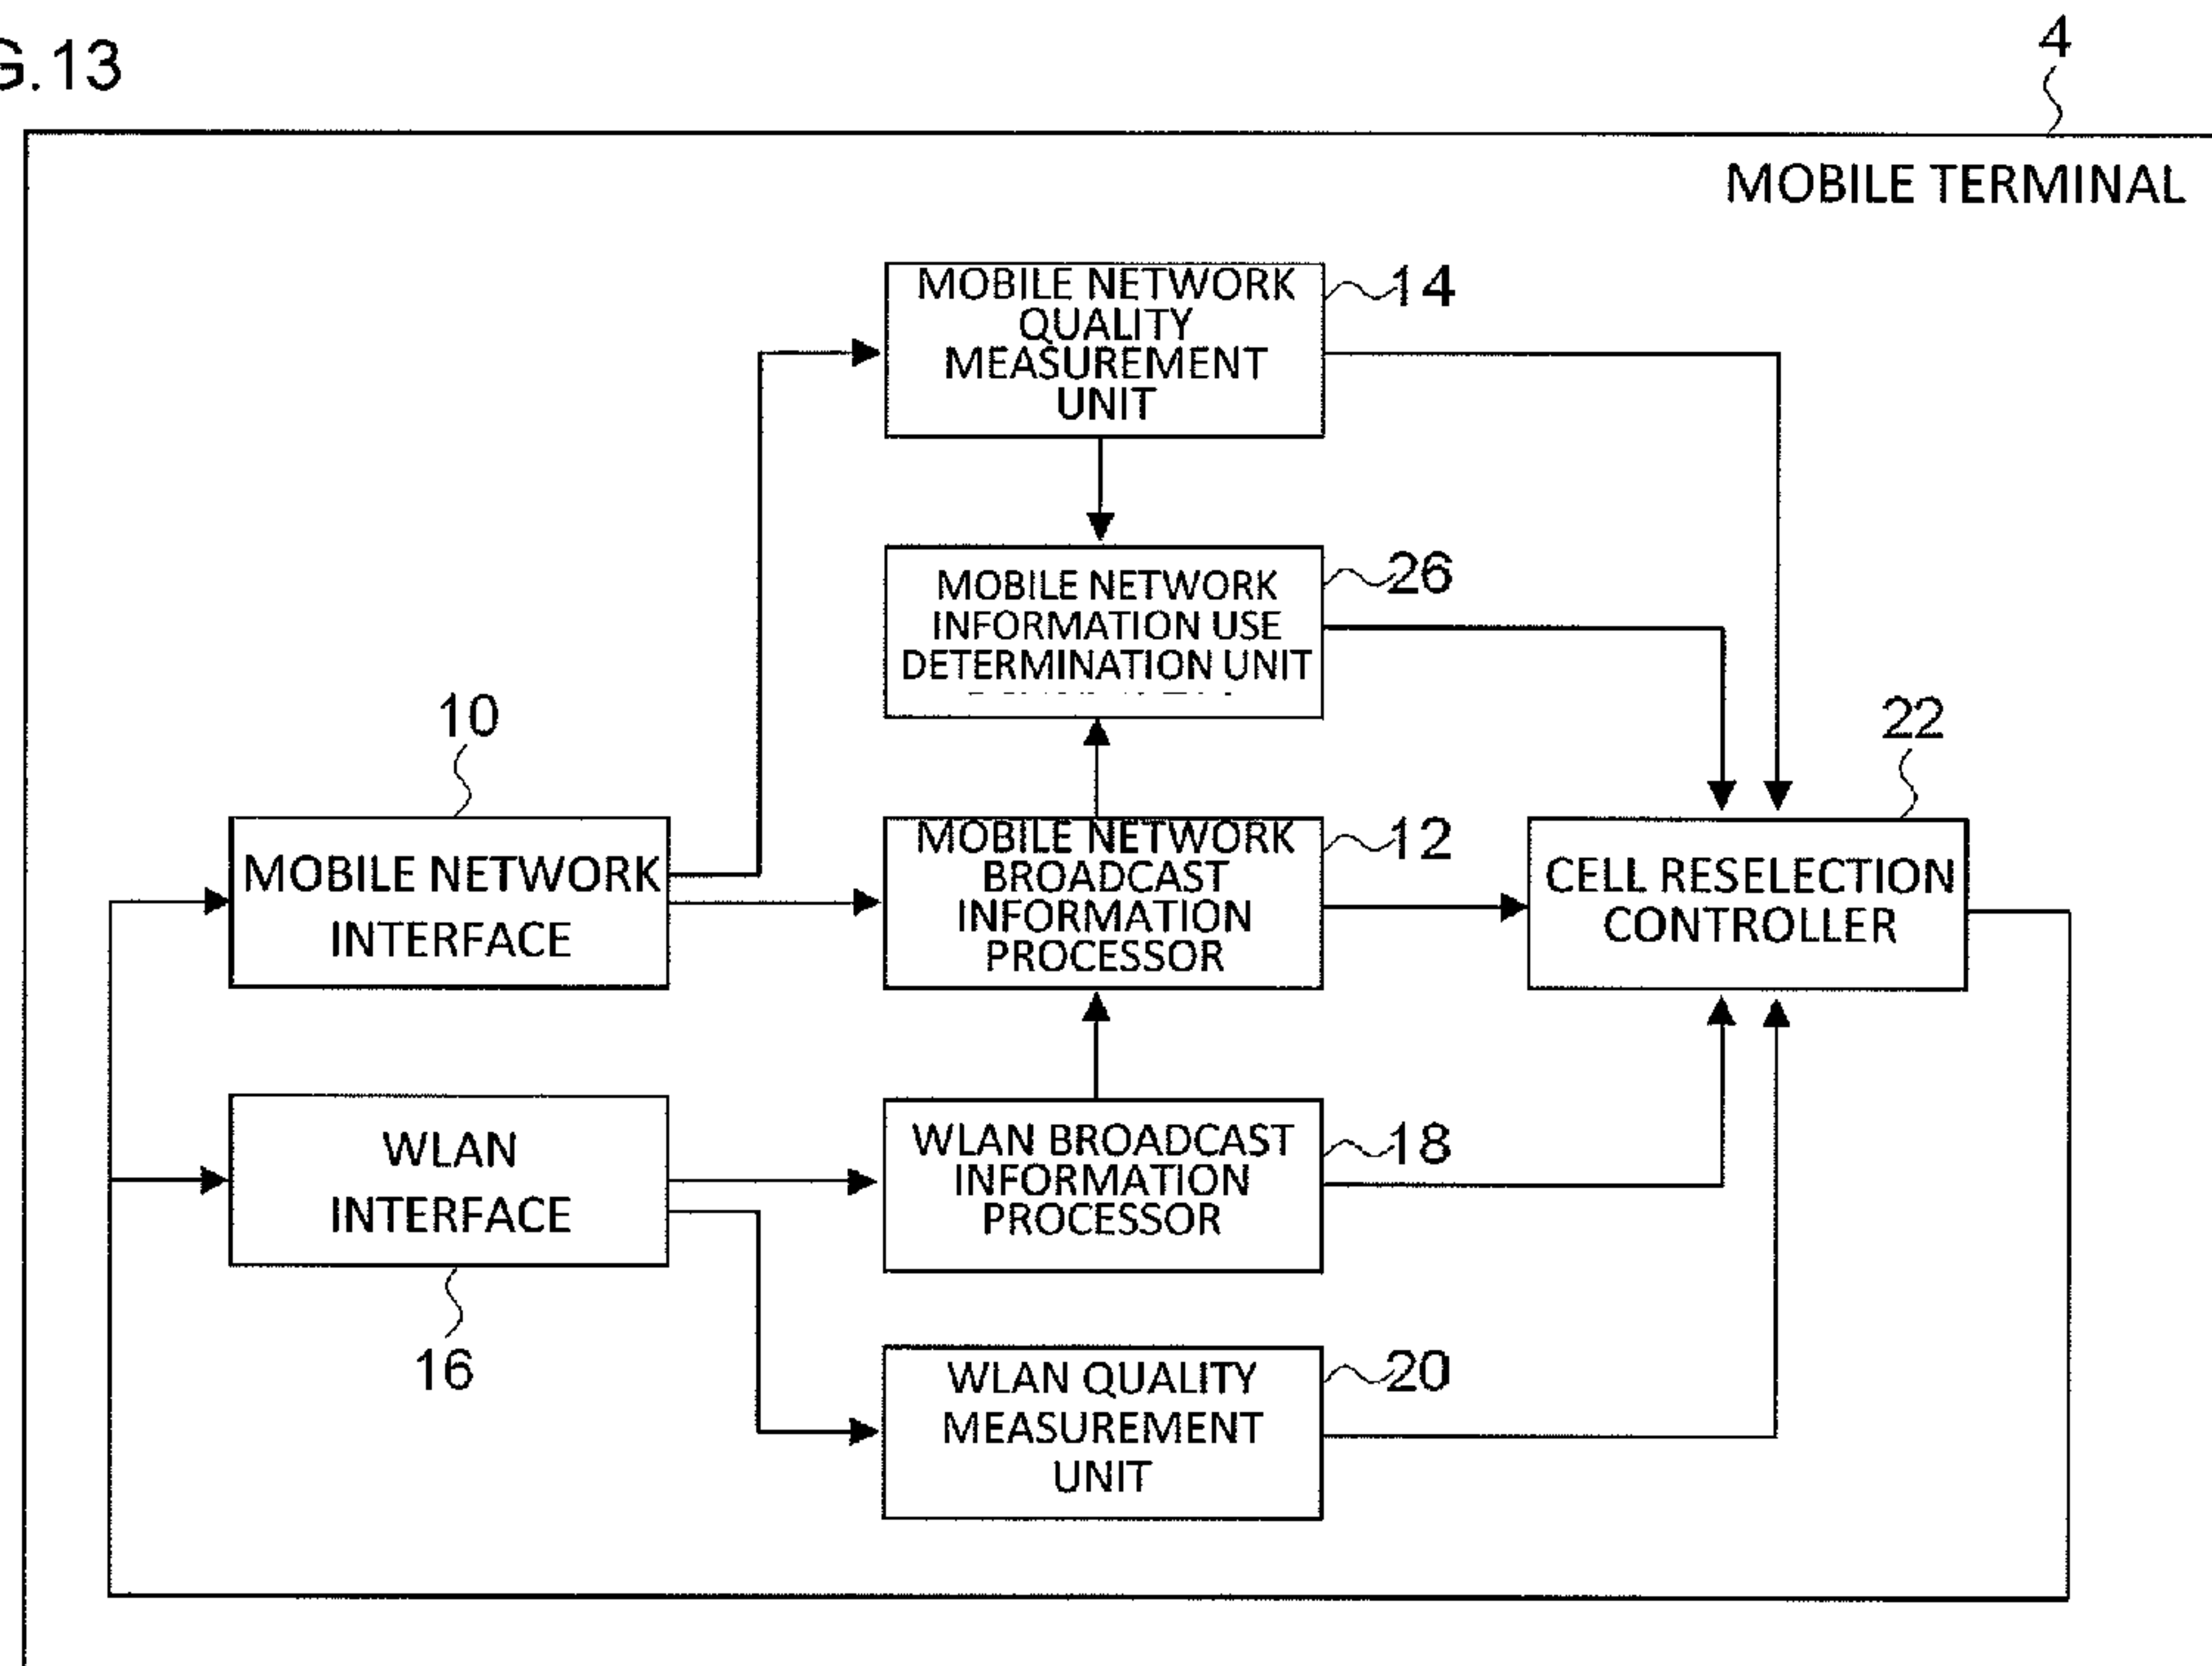 G.13
4
MOBILE TERMINAL
MOBILE NETWORK
QUALITY
MEASUREMENT
UNIT
14
MOBILE NETWORK
INFORMATION USE
DETERMINATION UNIT
26
10
MOBILE NETWORK
INTERFACE
MOBILE NETWORK
BROADCAST
INFORMATION
PROCESSOR
12
22
CELL RESELECTION
CONTROLLER
WLAN
INTERFACE
16
WLAN BROADCAST
INFORMATION
PROCESSOR
18
WLAN QUALITY
MEASUREMENT
UNIT
20